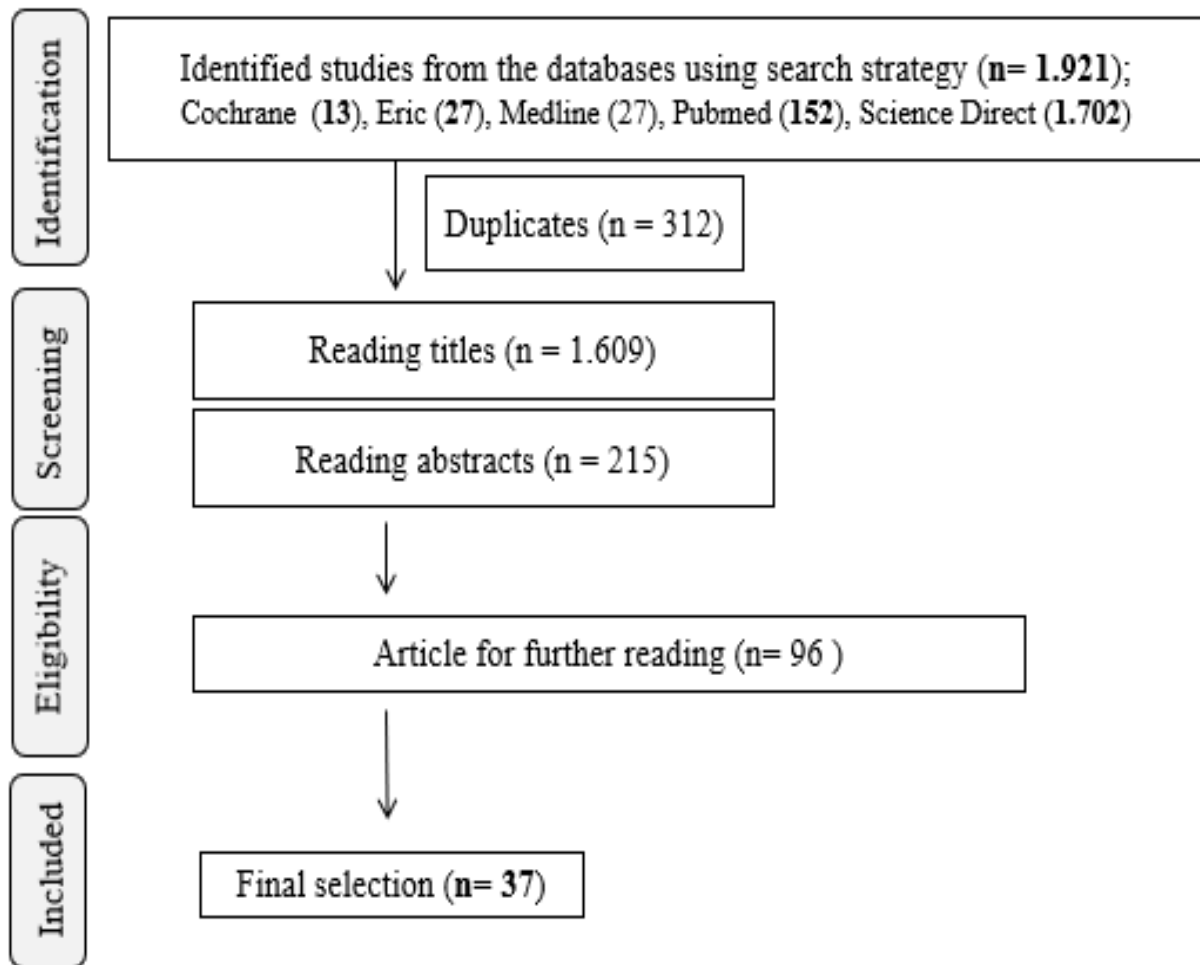 Identification
Identified studies from the databases using search strategy (n= 1.921);
Cochrane (13), Eric (27), Medline (27), Pubmed (152), Science Direct (1.702)
Duplicates (n = 312)
Screening
Reading titles (n = 1.609)
Reading abstracts (n = 215)
Eligibility
Article for further reading (n= 96 )
Included
Final selection (n= 37)